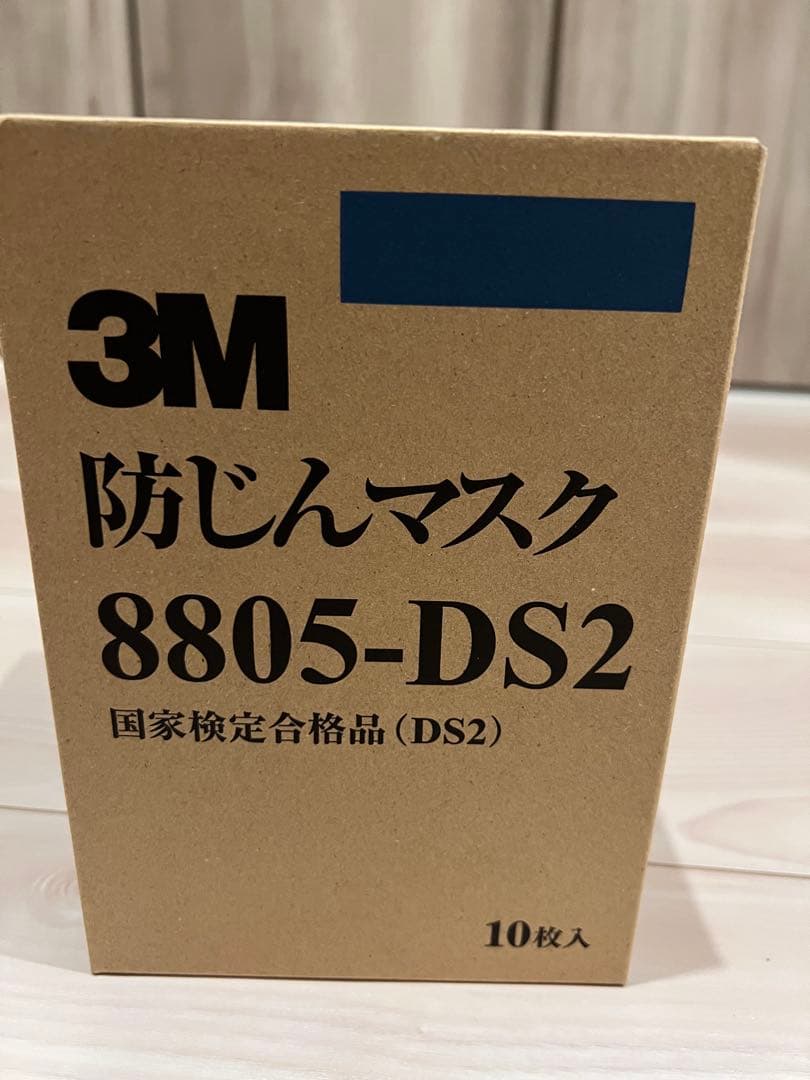 3M
防じんマスク
8805-DS2
国家検定合格品(DS2)
10枚入